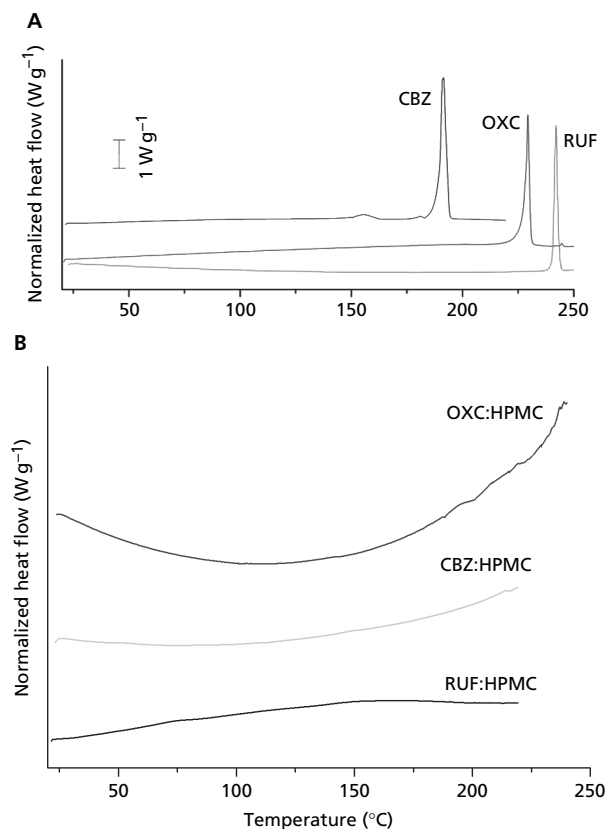 A
Normalized heat flow (W g⁻¹)
1 W g⁻¹
CBZ
OXC
RUF
50 100 150 200 250
B
Normalized heat flow (W g⁻¹)
OXC:HPMC
CBZ:HPMC
RUF:HPMC
50 100 150 200 250
Temperature (°C)